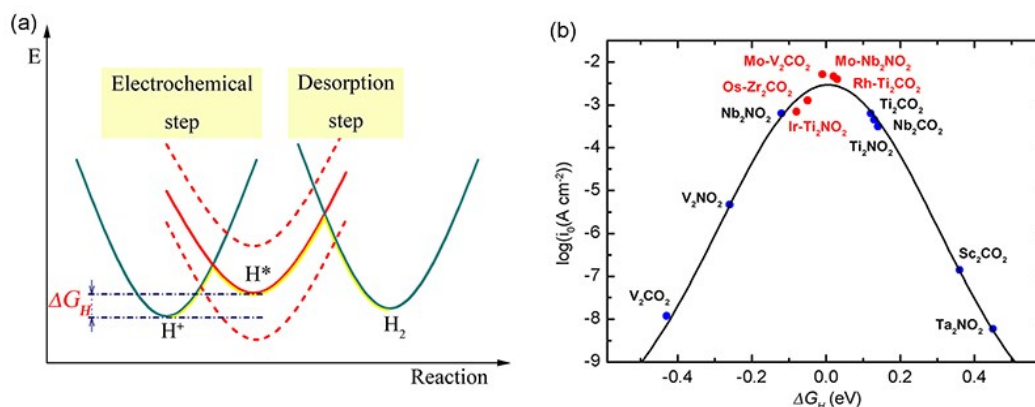 (a)
E
Electrochemical
step
Desorption
step
H*
ΔG_H
H⁺
H₂
Reaction
(b)
log(i₀(A cm⁻²)
-2
-3
-4
-5
-6
-7
-8
-9
Mo-V₂CO₂
Mo-Nb₂NO₂
Os-Zr₂CO₂
Rh-Ti₂CO₂
Nb₂NO₂
Ti₂CO₂
Ir-Ti₂NO₂
Nb₂CO₂
Ti₂NO₂
V₂NO₂
Sc₂CO₂
V₂CO₂
Ta₂NO₂
-0.4 -0.2 0.0 0.2 0.4
ΔG_H (eV)